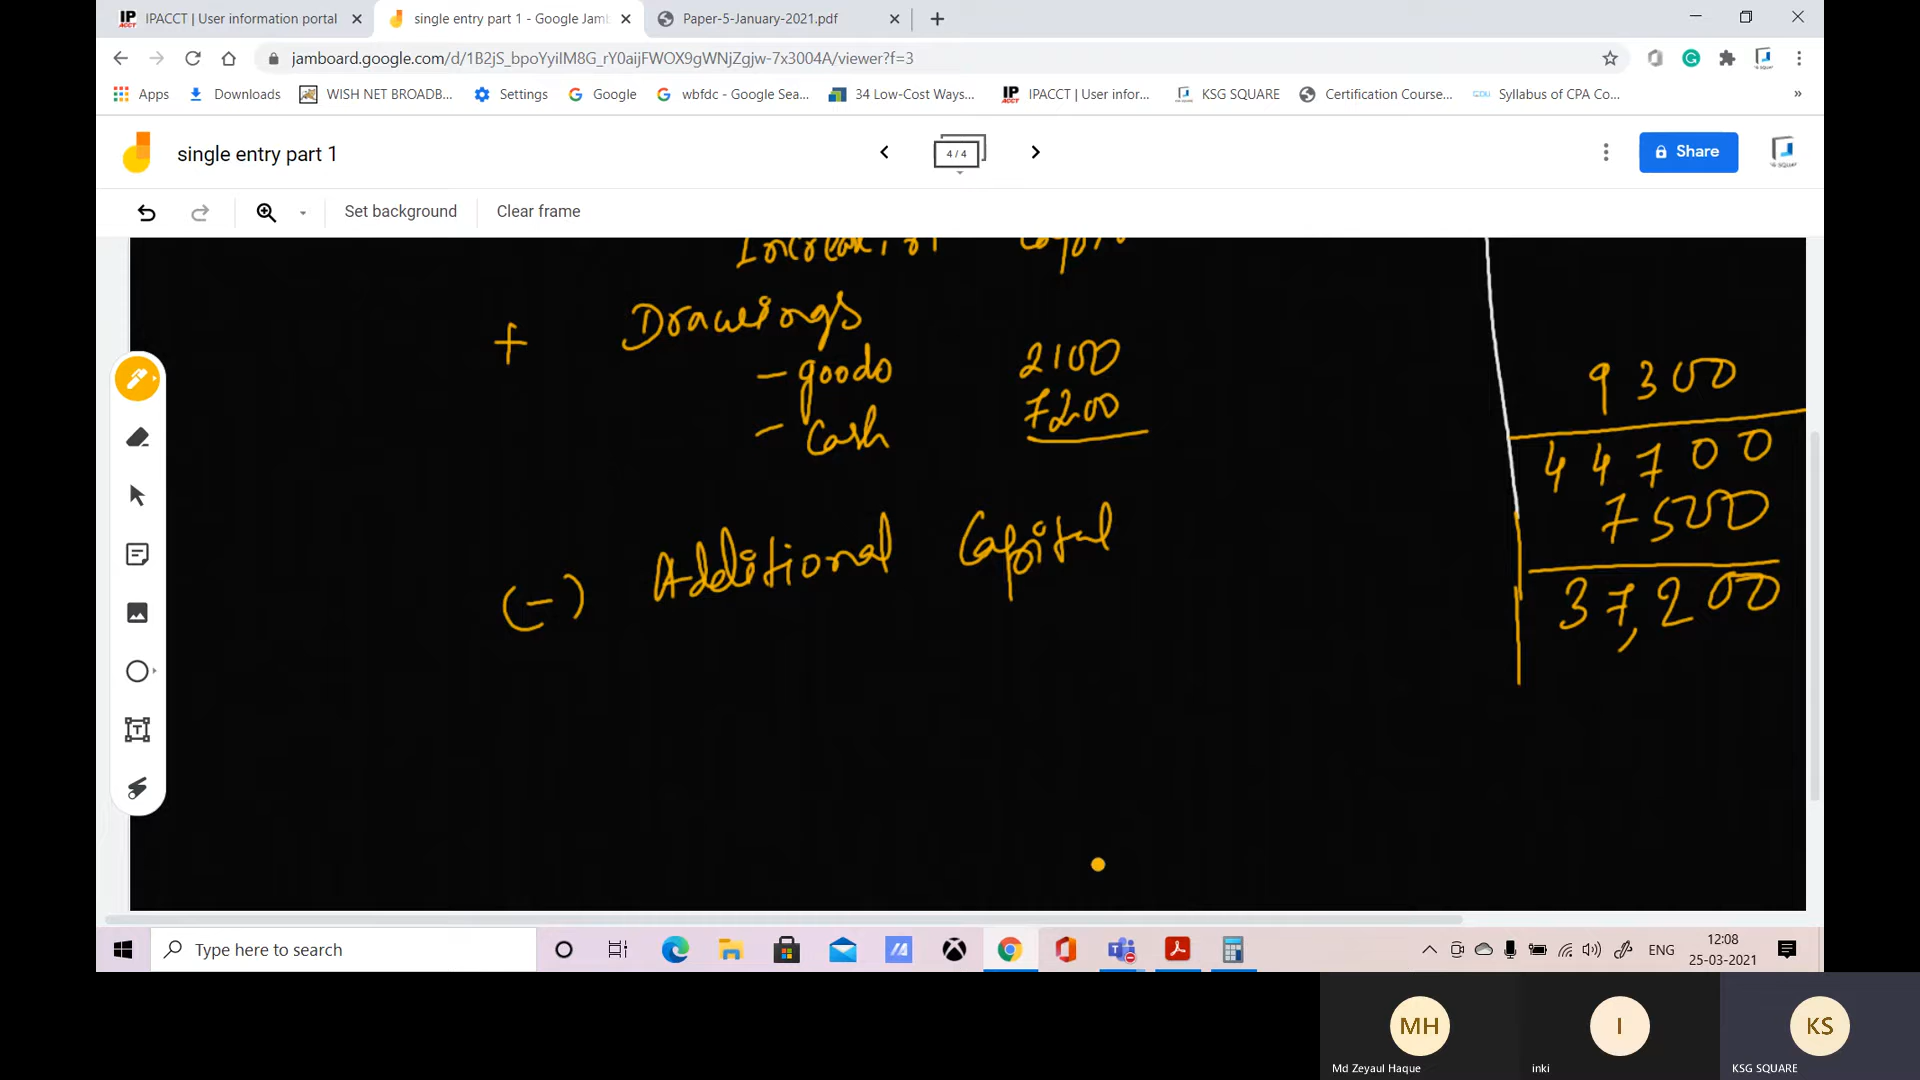 IPACCT | User information portal
single entry part 1 - Google Jamb
Paper-5-January-2021.pdf
jamboard.google.com/d/1B2jS_bpoYyiIM8G_rY0aijFWOX9gWNjZgjw-7x3004A/viewer?f=3
Apps Downloads WISH NET BROADB... Settings Google wbfdc - Google Sea... 34 Low-Cost Ways... IPACCT | User infor... KSG SQUARE Certification Course... Syllabus of CPA Co... »
single entry part 1
4 / 4
Share
Set background Clear frame
+ Drawings
- goods 2100
- Cash 7200
9300
44700
(-) Additional Capital 7500
37,200
Type here to search
ENG
12:08
25-03-2021
MH I KS
Md Zeyaul Haque inki KSG SQUARE